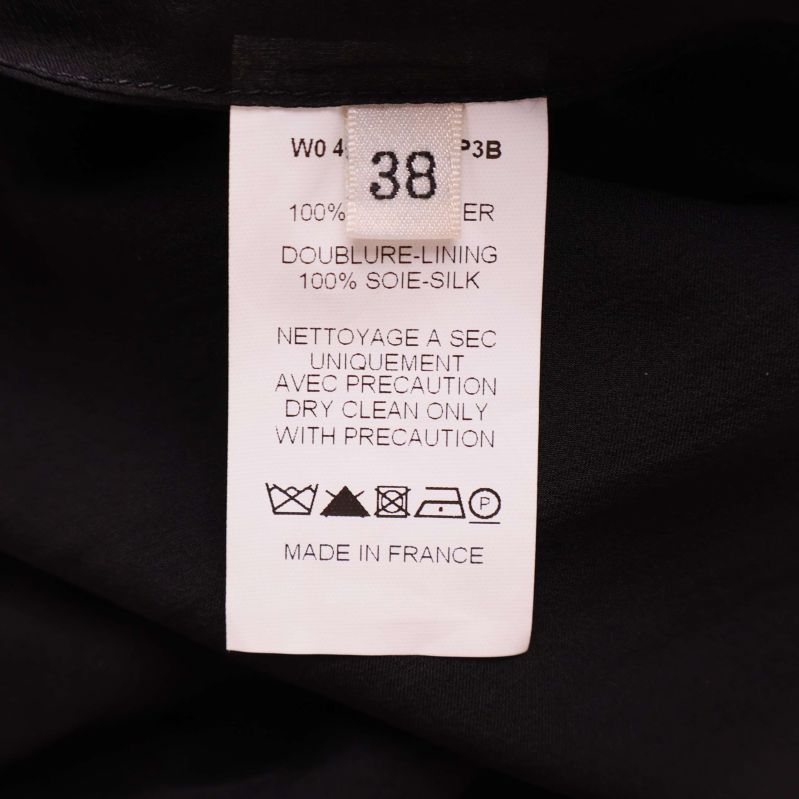 W0 4 P3B
38
100% ER
DOUBLURE-LINING
100% SOIE-SILK
NETTOYAGE A SEC
UNIQUEMENT
AVEC PRECAUTION
DRY CLEAN ONLY
WITH PRECAUTION
P
MADE IN FRANCE